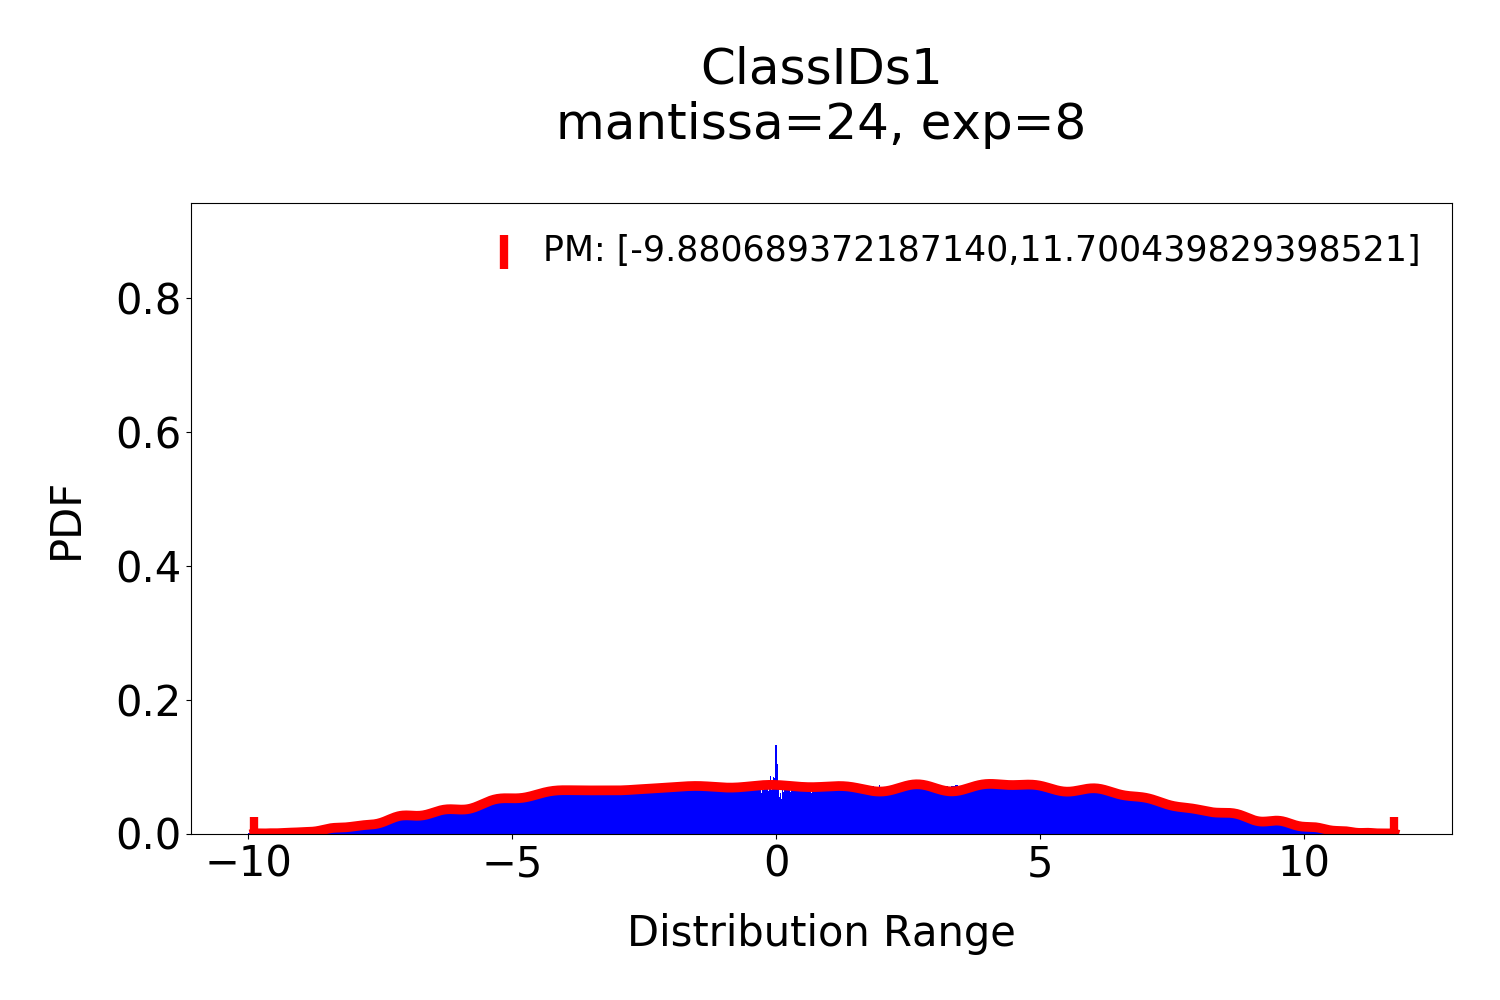 ClassIDs1
mantissa=24, exp=8
PM: [-9.880689372187140,11.700439829398521]
0.8
0.6
0.4
0.2
0.0
PDF
−10
−5
0
5
10
Distribution Range